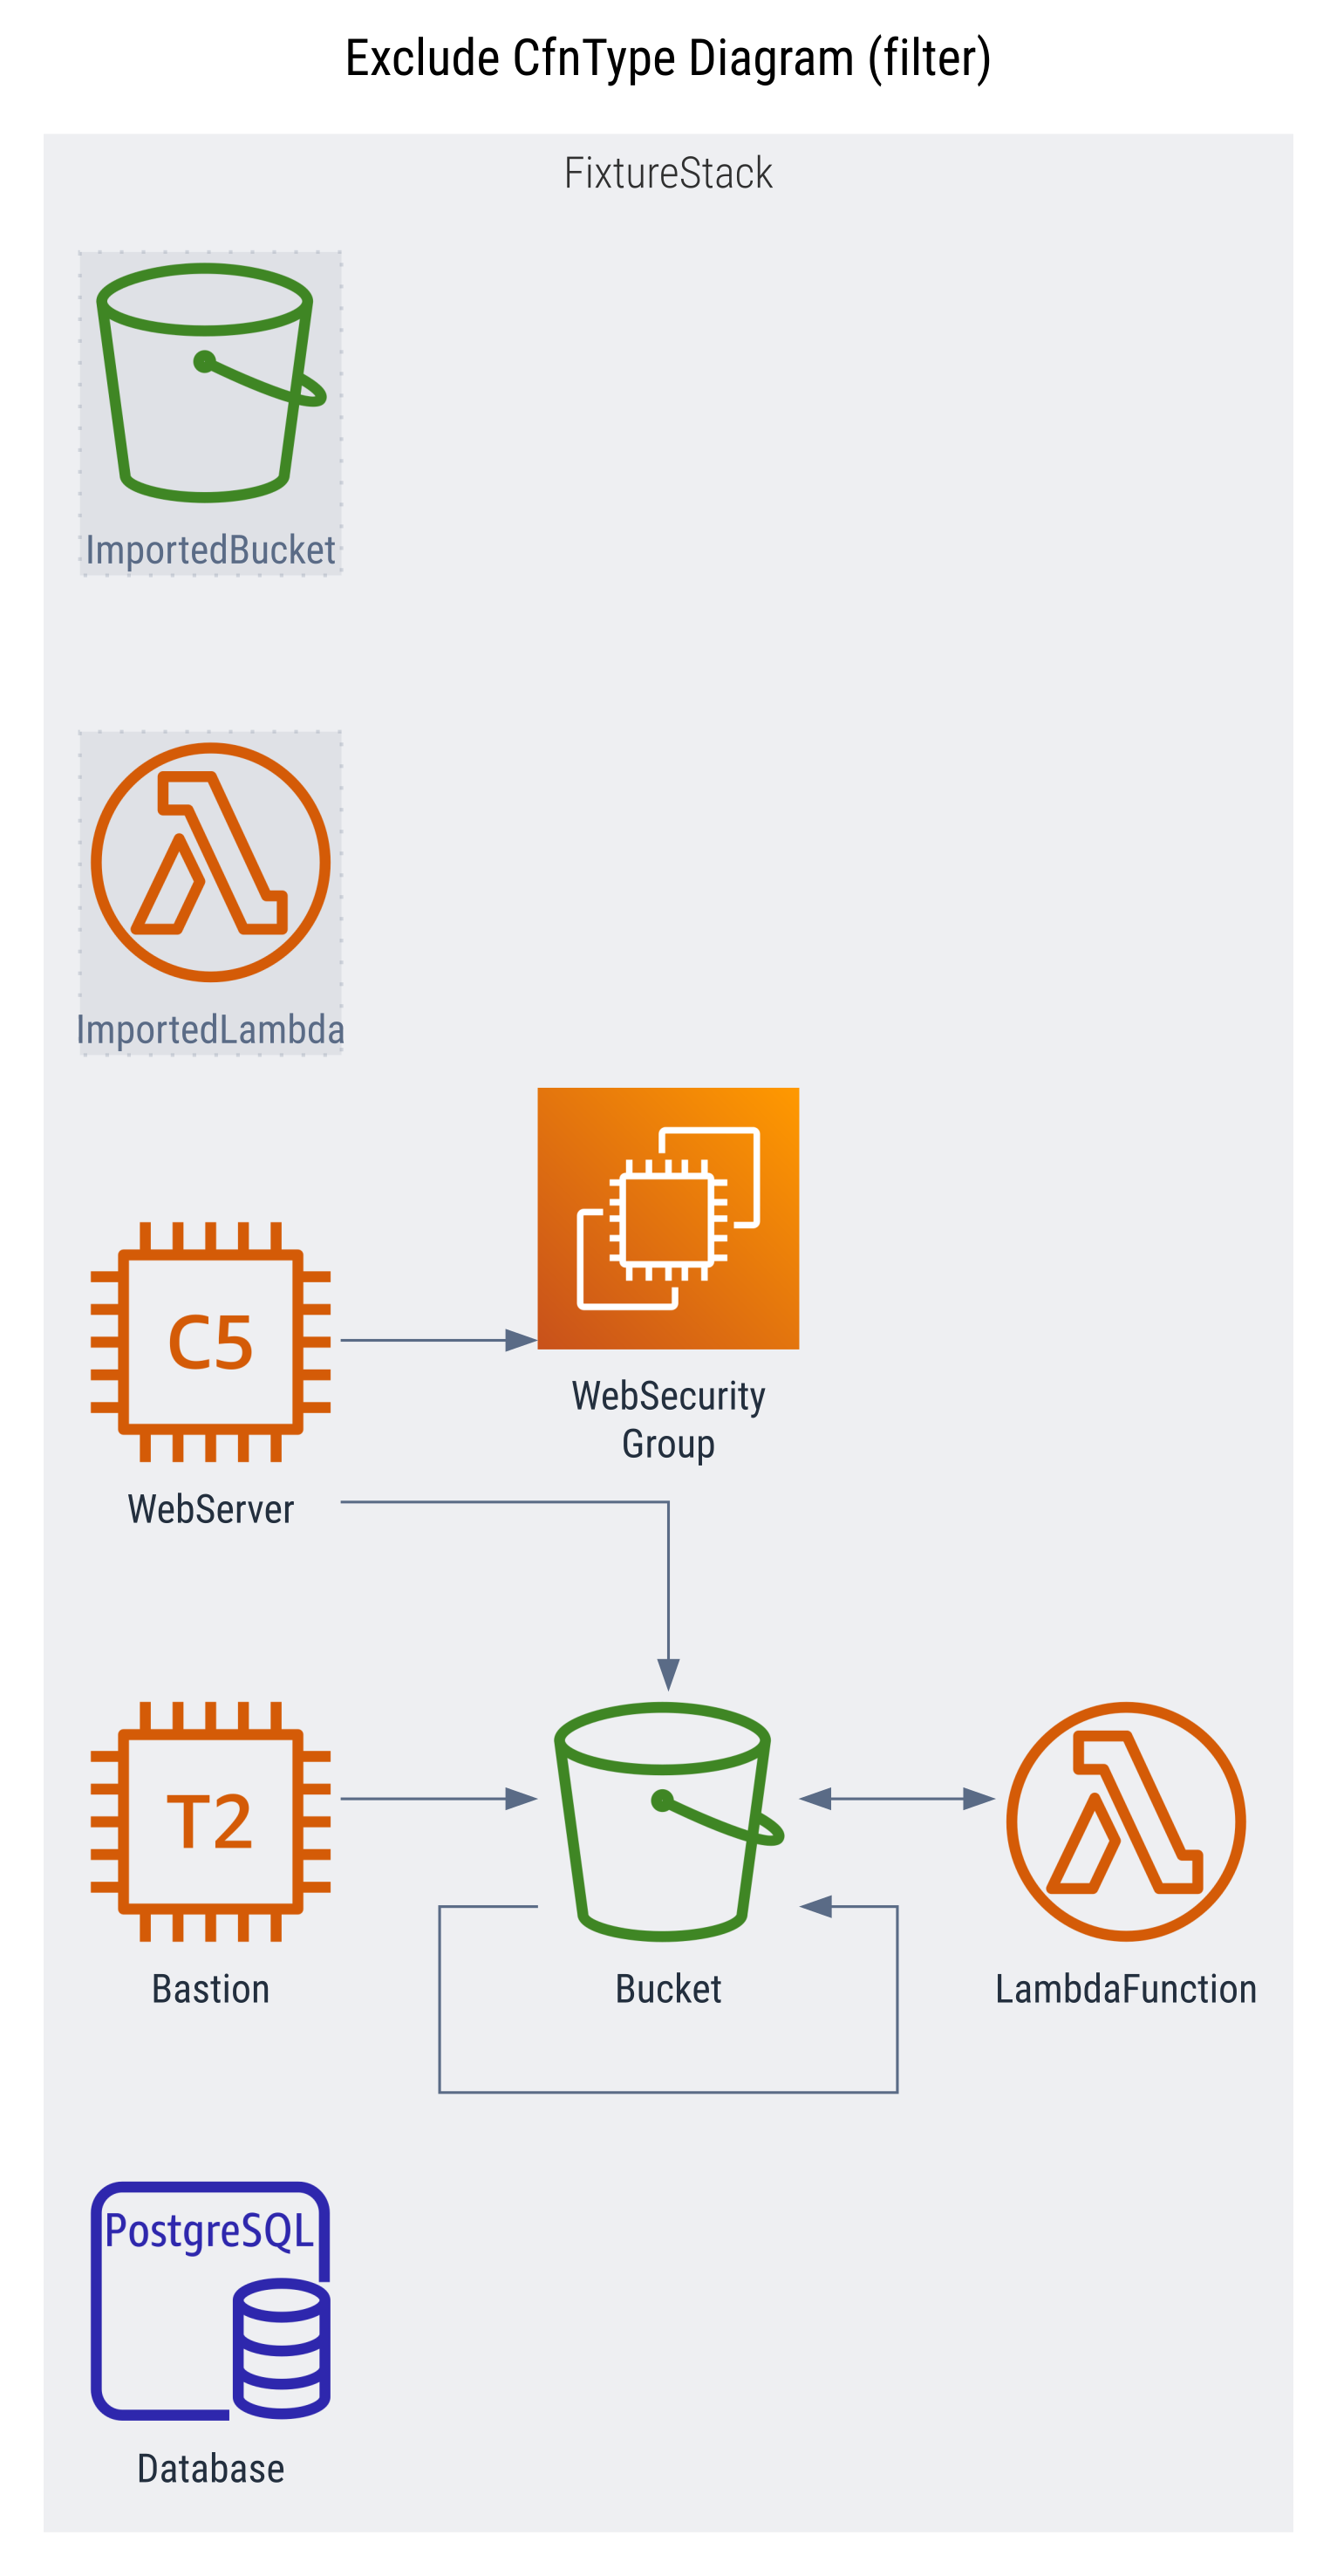 Exclude CfnType Diagram (filter)
FixtureStack
ImportedBucket
ImportedLambda
C5
WebServer
WebSecurity
Group
T2
Bastion
Bucket
LambdaFunction
PostgreSQL
Database